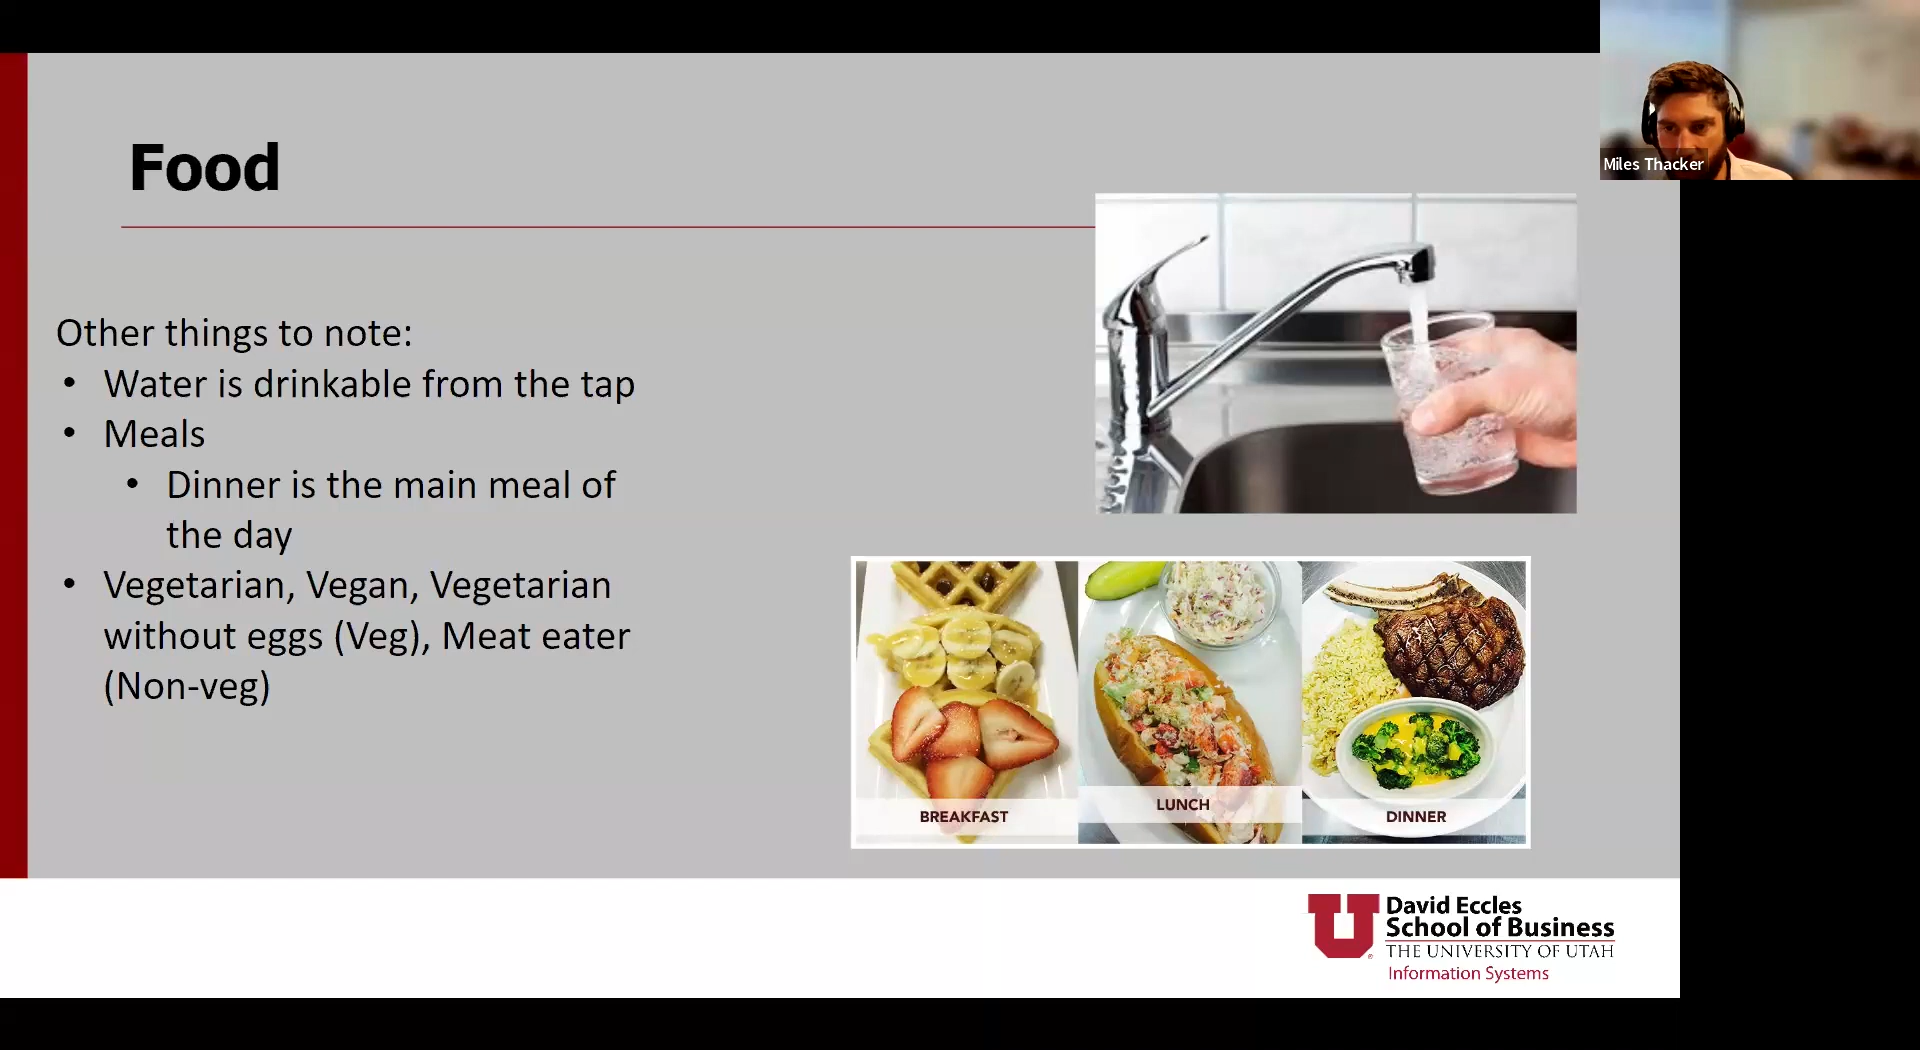 Miles Thacker
Food
Other things to note:
• Water is drinkable from the tap
• Meals
• Dinner is the main meal of
the day
• Vegetarian, Vegan, Vegetarian
without eggs (Veg), Meat eater
(Non-veg)
BREAKFAST
LUNCH
DINNER
U
David Eccles
School of Business
THE UNIVERSITY OF UTAH
Information Systems